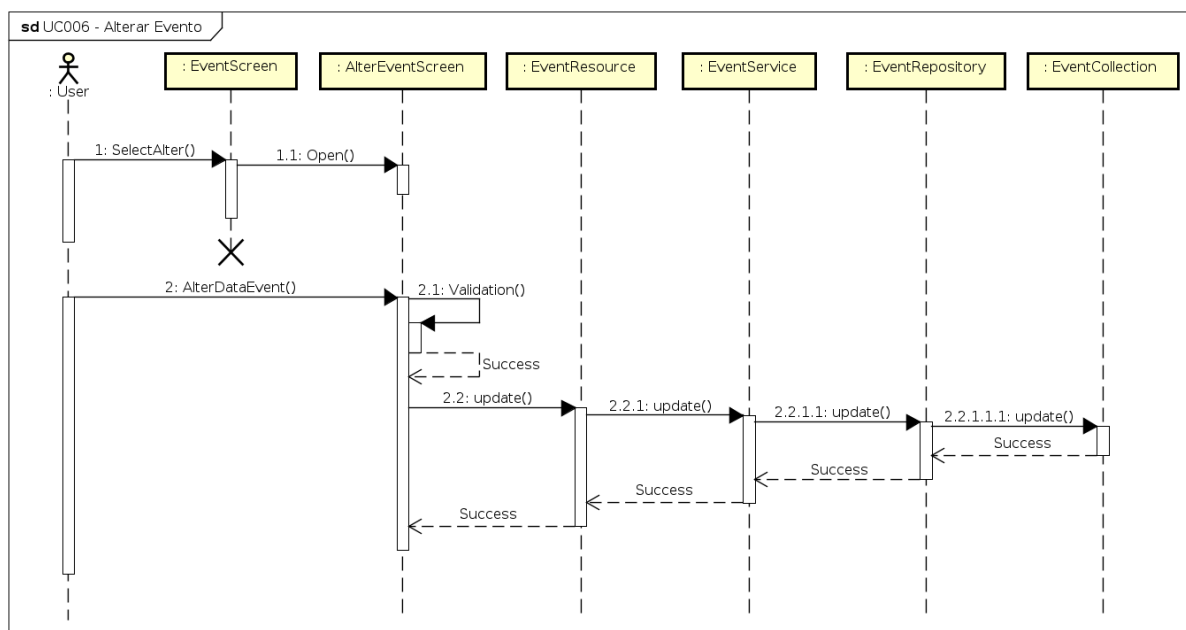 sd UC006 - Alterar Evento
: User
: EventScreen
: AlterEventScreen
: EventResource
: EventService
: EventRepository
: EventCollection
1: SelectAlter()
1.1: Open()
2: AlterDataEvent()
2.1: Validation()
Success
2.2: update()
2.2.1: update()
2.2.1.1: update()
2.2.1.1.1: update()
Success
Success
Success
Success